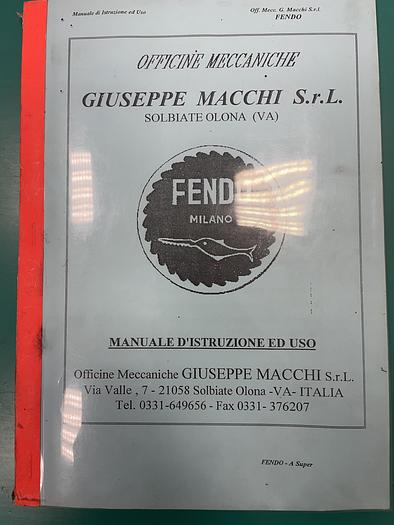 Manuale di Istruzione ed Uso
Off. Mecc. G. Macchi S.r.l.
FENDO
OFFICINE MECCANICHE
GIUSEPPE MACCHI S.r.L.
SOLBIATE OLONA (VA)
FENDO
MILANO
MANUALE D'ISTRUZIONE ED USO
Officine Meccaniche GIUSEPPE MACCHI S.r.L.
Via Valle , 7 - 21058 Solbiate Olona -VA- ITALIA
Tel. 0331-649656 - Fax 0331- 376207
FENDO - A Super